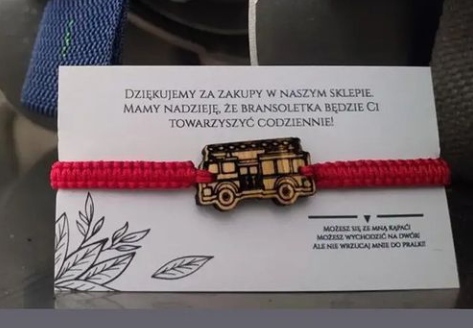 DZIĘKUJEMY ZA ZAKUPY W NASZYM SKLEPIE.
MAMY NADZIEJĘ, ŻE BRANSOLETKA BĘDZIE CI
TOWARZYSZYĆ CODZIENNIE!
MOŻESZ SIĘ ZE MNĄ KĄPAĆ!
MOŻESZ WYCHODZIĆ NA DWÓR!
ALE NIE WRZUCAJ MNIE DO PRALKI!